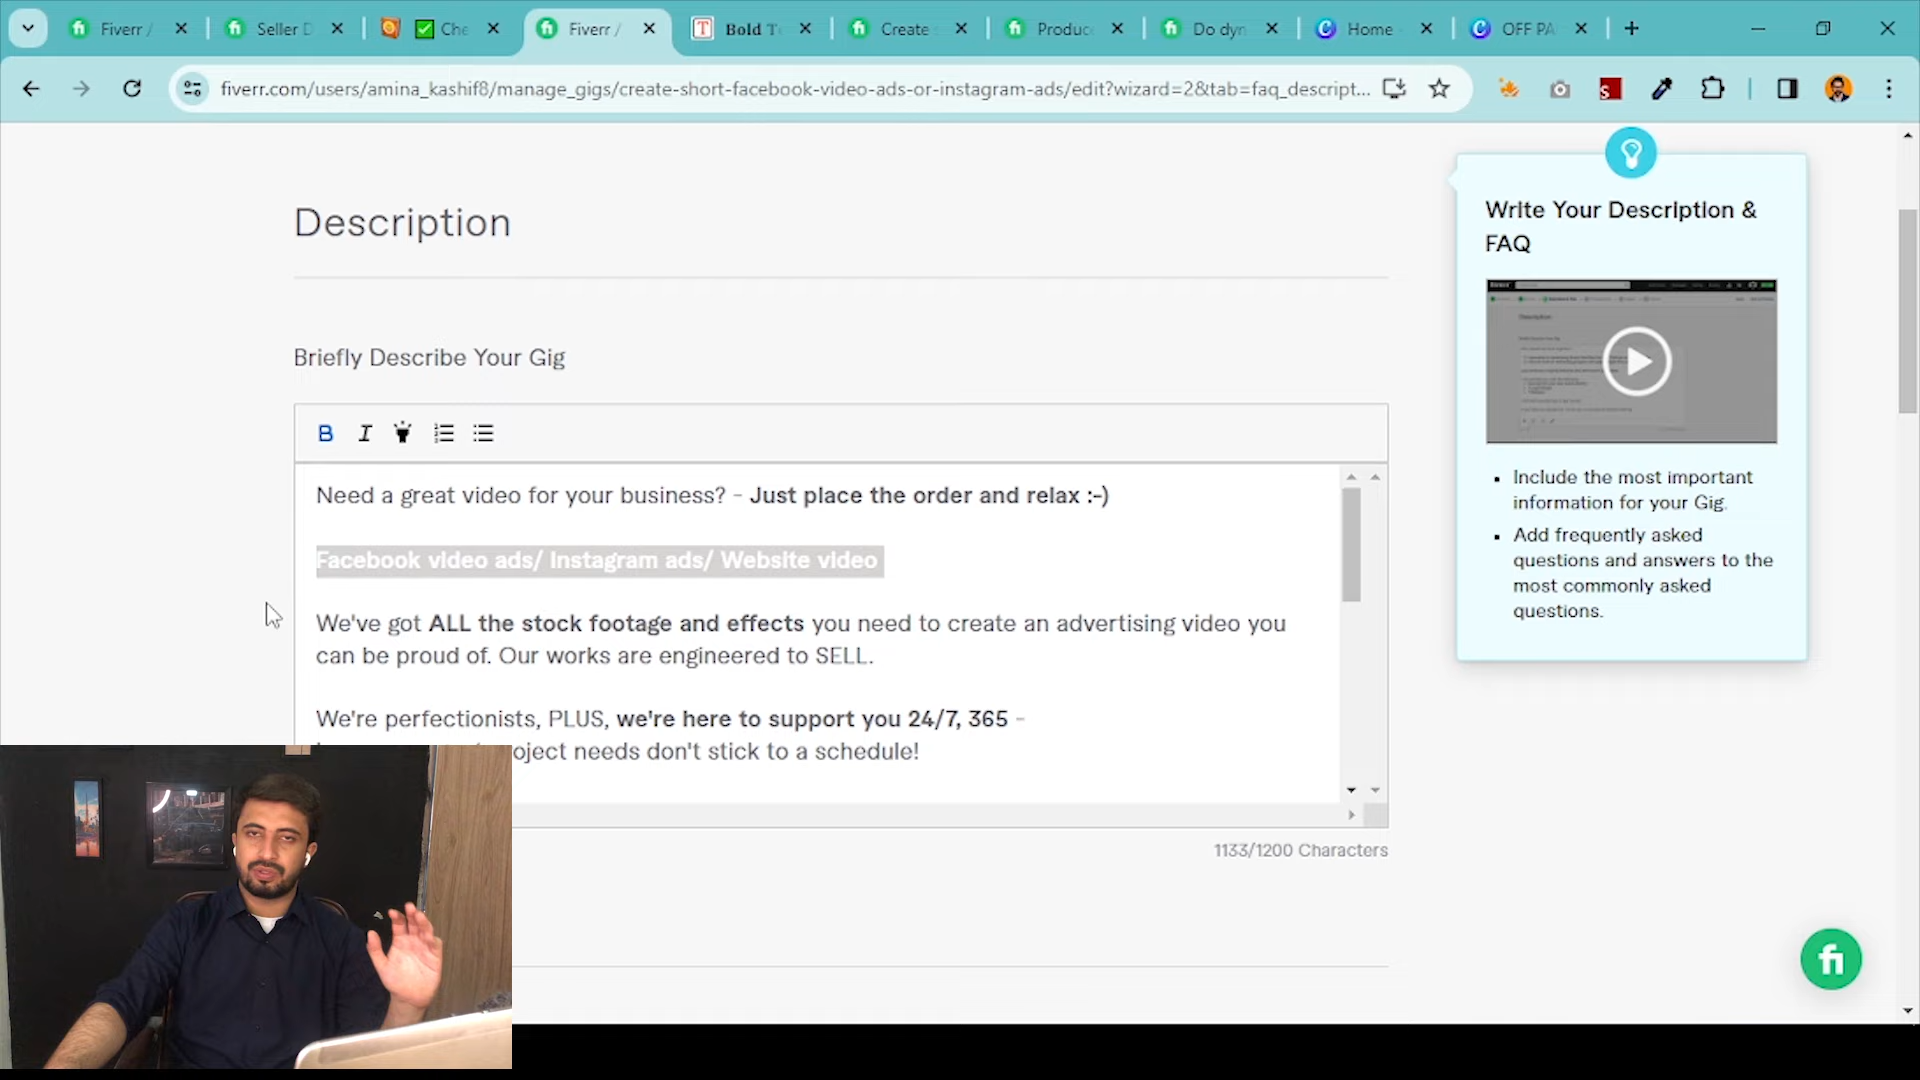 Fiverr /
Seller D
Che
Fiverr /
Bold T
Create
Produc
Do dyn
Home
OFF PA
fiverr.com/users/amina_kashif8/manage_gigs/create-short-facebook-video-ads-or-instagram-ads/edit?wizard=2&tab=faq_descript...
Description
Briefly Describe Your Gig
B I
Need a great video for your business? - Just place the order and relax :-)
Facebook video ads/ Instagram ads/ Website video
We've got ALL the stock footage and effects you need to create an advertising video you
can be proud of. Our works are engineered to SELL.
We're perfectionists, PLUS, we're here to support you 24/7, 365 -
oject needs don't stick to a schedule!
1133/1200 Characters
Write Your Description &
FAQ
Include the most important
information for your Gig.
Add frequently asked
questions and answers to the
most commonly asked
questions.
fi